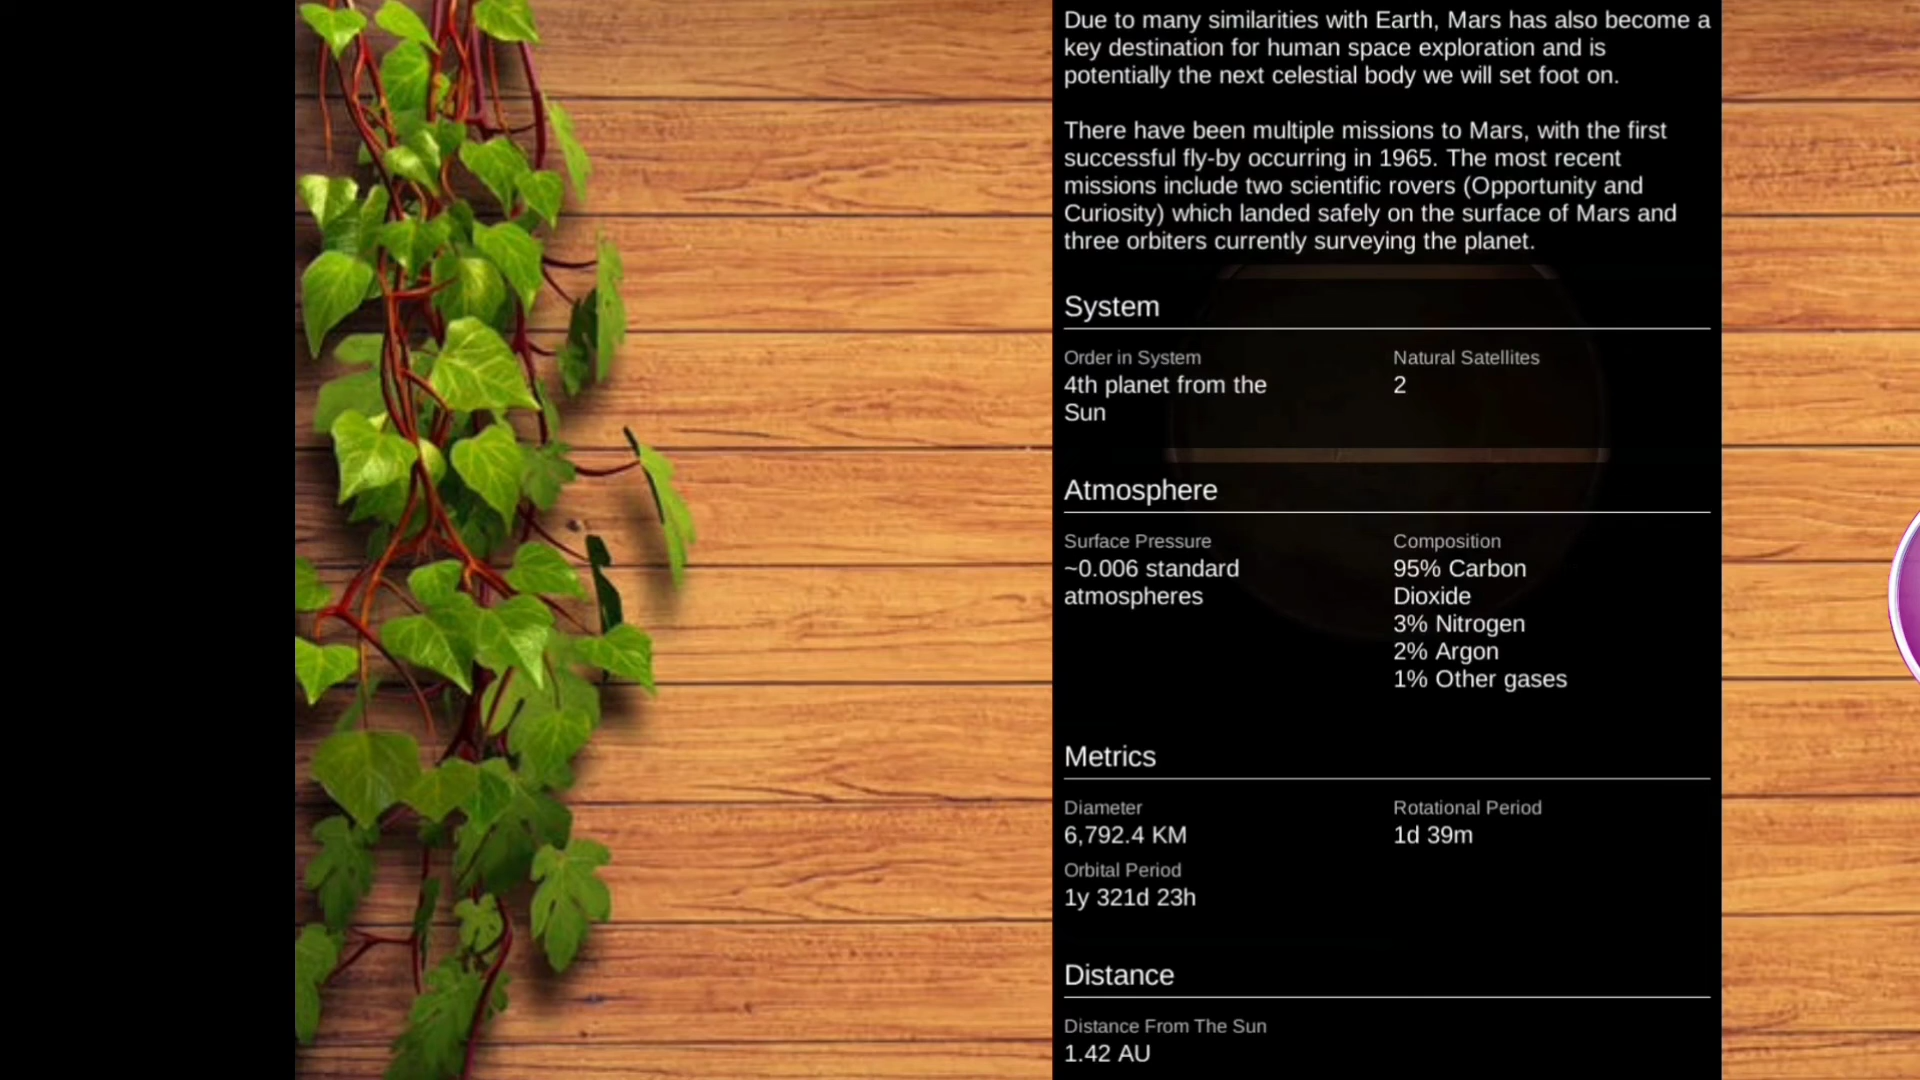 Due to many similarities with Earth, Mars has also become a
key destination for human space exploration and is
potentially the next celestial body we will set foot on.
There have been multiple missions to Mars, with the first
successful fly-by occurring in 1965. The most recent
missions include two scientific rovers (Opportunity and
Curiosity) which landed safely on the surface of Mars and
three orbiters currently surveying the planet.
System
Order in System
4th planet from the
Sun
Natural Satellites
2
Atmosphere
Surface Pressure
~0.006 standard
atmospheres
Composition
95% Carbon
Dioxide
3% Nitrogen
2% Argon
1% Other gases
Metrics
Diameter
6,792.4 KM
Rotational Period
1d 39m
Orbital Period
1y 321d 23h
Distance
Distance From The Sun
1.42 AU